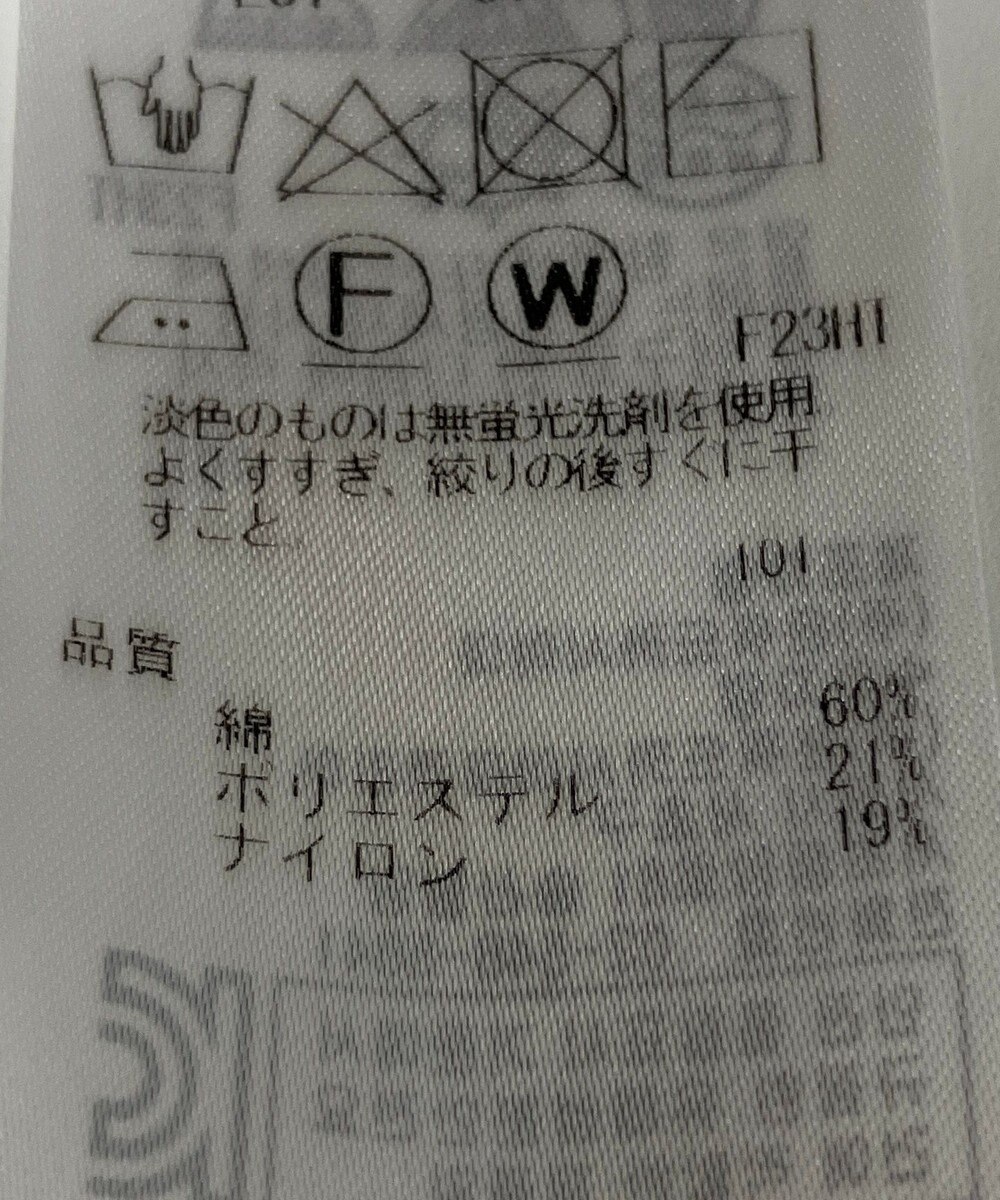 F W F23HT
淡色のものは無蛍光洗剤を使用
よくすすぎ、絞りの後すぐに干
すこと
101
品質
綿 60%
ポリエステル 21%
ナイロン 19%